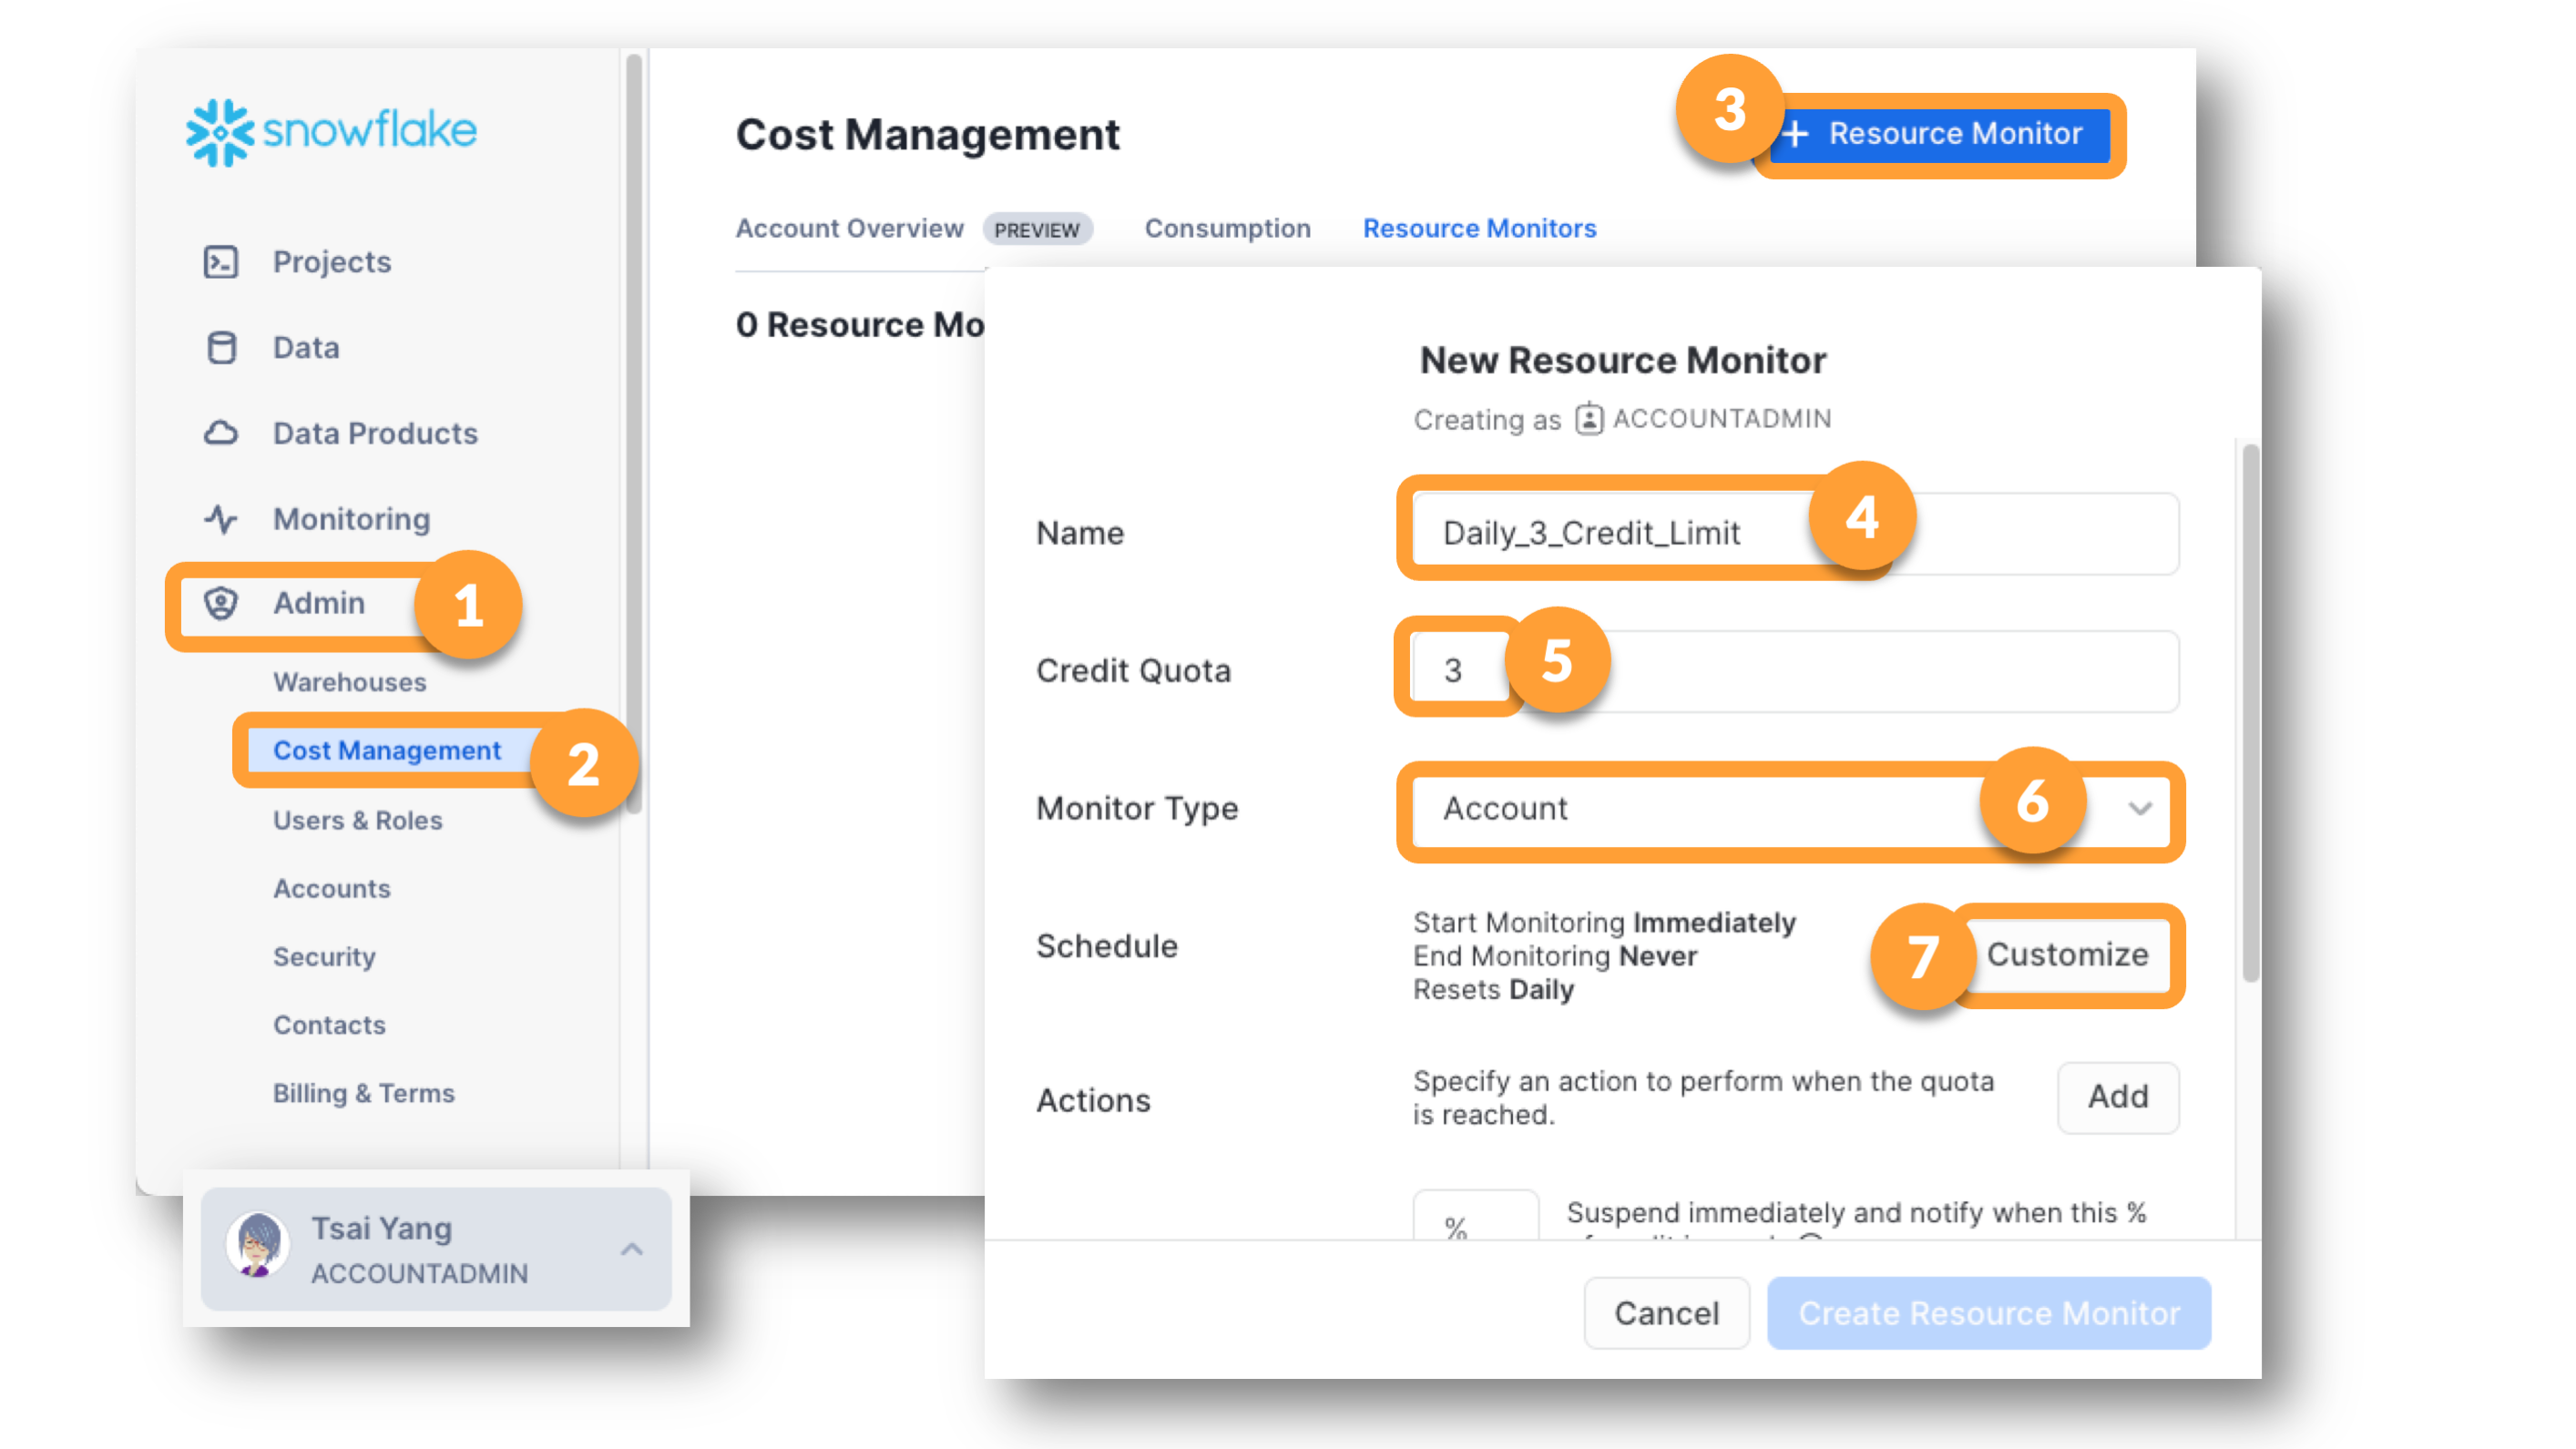 snowflake
Projects
Data
Data Products
Monitoring
Admin
1
Warehouses
Cost Management
2
Users & Roles
Accounts
Security
Contacts
Billing & Terms
Tsai Yang
ACCOUNTADMIN
Cost Management
3
+ Resource Monitor
Account Overview PREVIEW Consumption Resource Monitors
0 Resource Mo
New Resource Monitor
Creating as ACCOUNTADMIN
Name
Daily_3_Credit_Limit
4
Credit Quota
3
5
Monitor Type
Account
6
Schedule
Start Monitoring Immediately
End Monitoring Never
Resets Daily
7
Customize
Actions
Specify an action to perform when the quota
is reached.
Add
%
Suspend immediately and notify when this %
Cancel
Create Resource Monitor